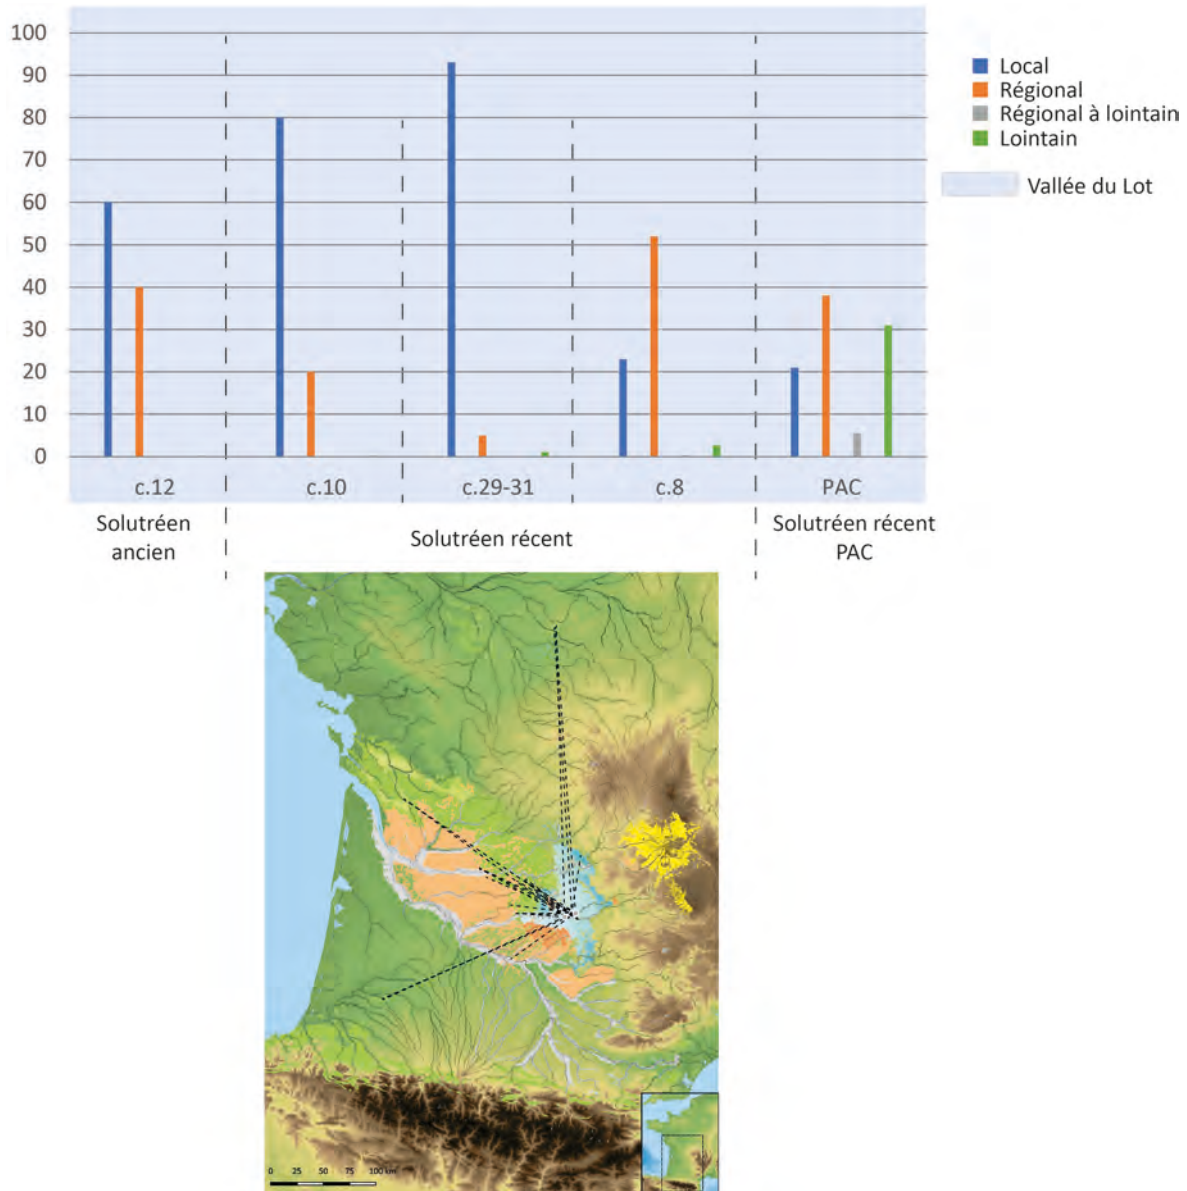 100
90
80
70
60
50
40
30
20
10
0
Local
Régional
Régional à lointain
Lointain
Vallée du Lot
c.12
c.10
c.29-31
c.8
PAC
Solutréen
ancien
Solutréen récent
Solutréen récent
PAC
0 25 50 75 100 km